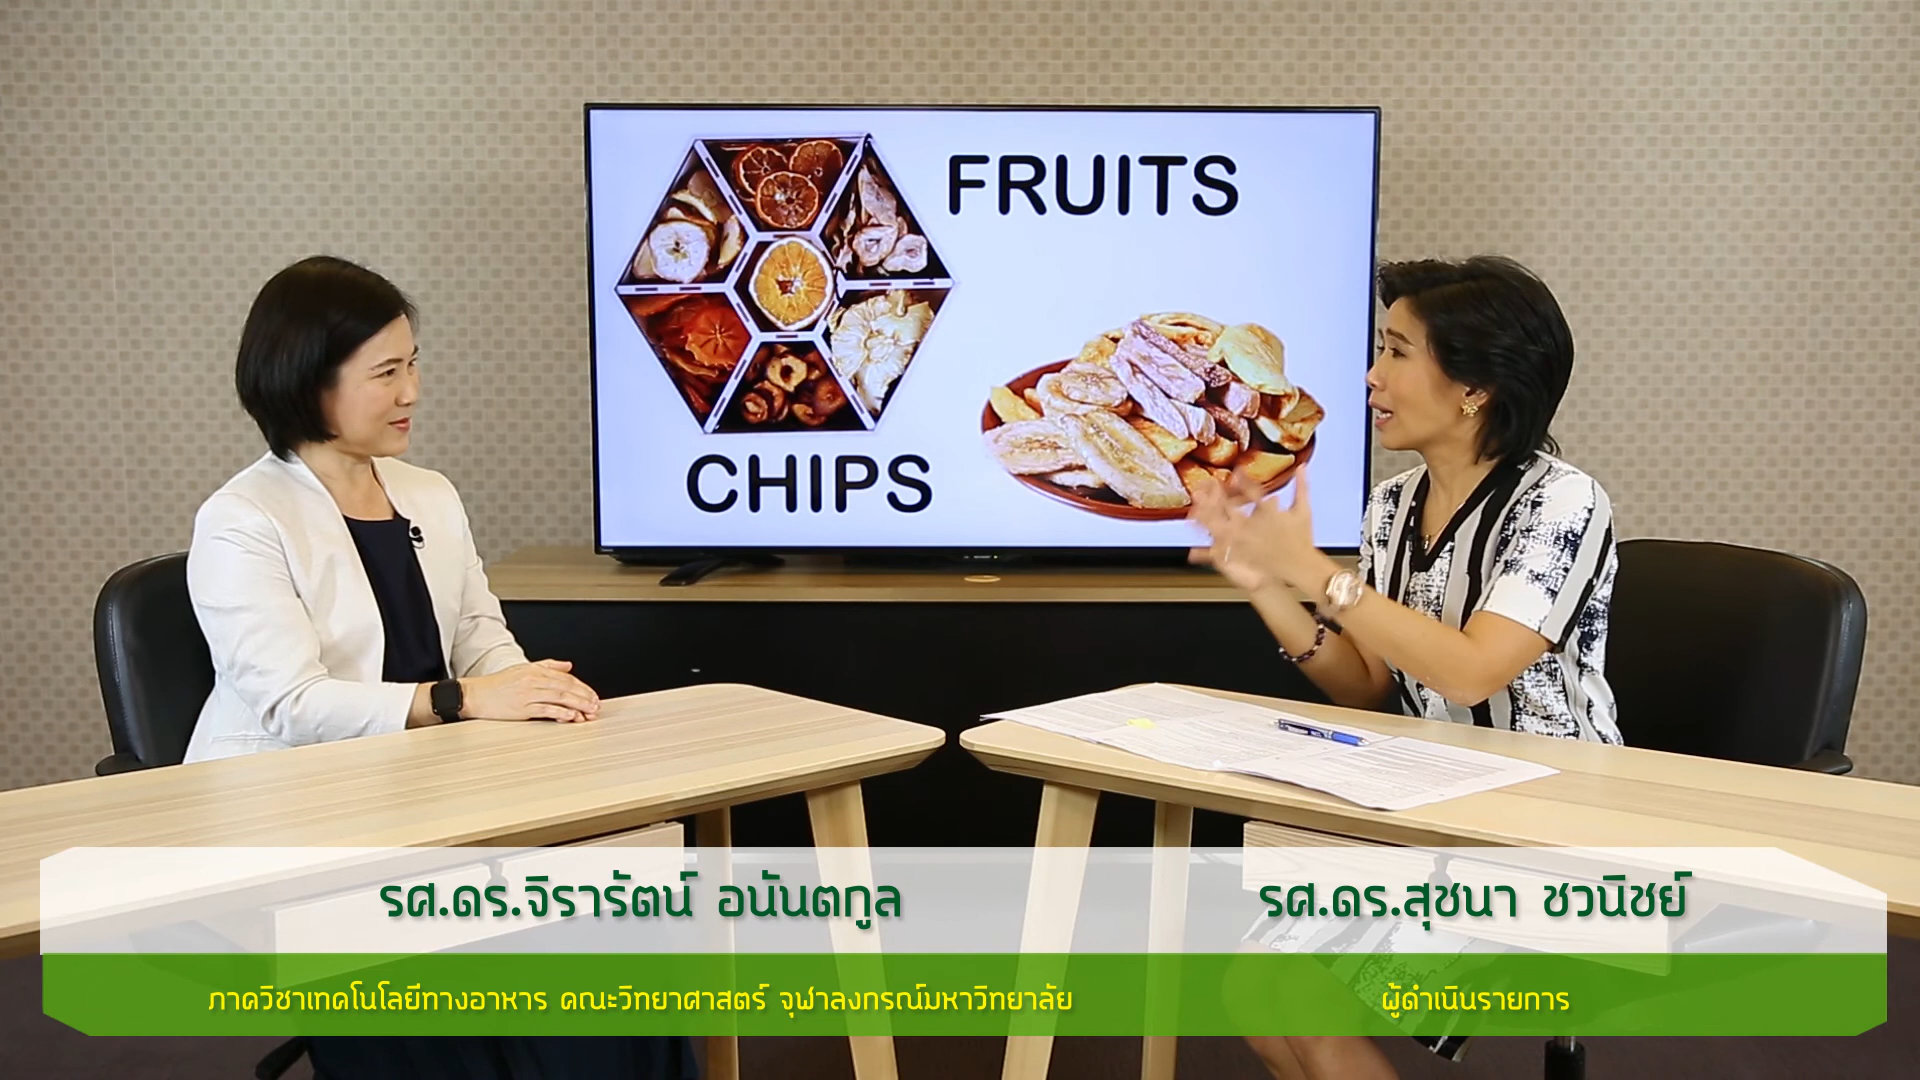 FRUITS
CHIPS
รศ.ดร.จิรารัตน์ อนันตกูล
รศ.ดร.สุชนา ชวนิชย์
ภาควิชาเทคโนโลยีทางอาหาร คณะวิทยาศาสตร์ จุฬาลงกรณ์มหาวิทยาลัย
ผู้ดำเนินรายการ